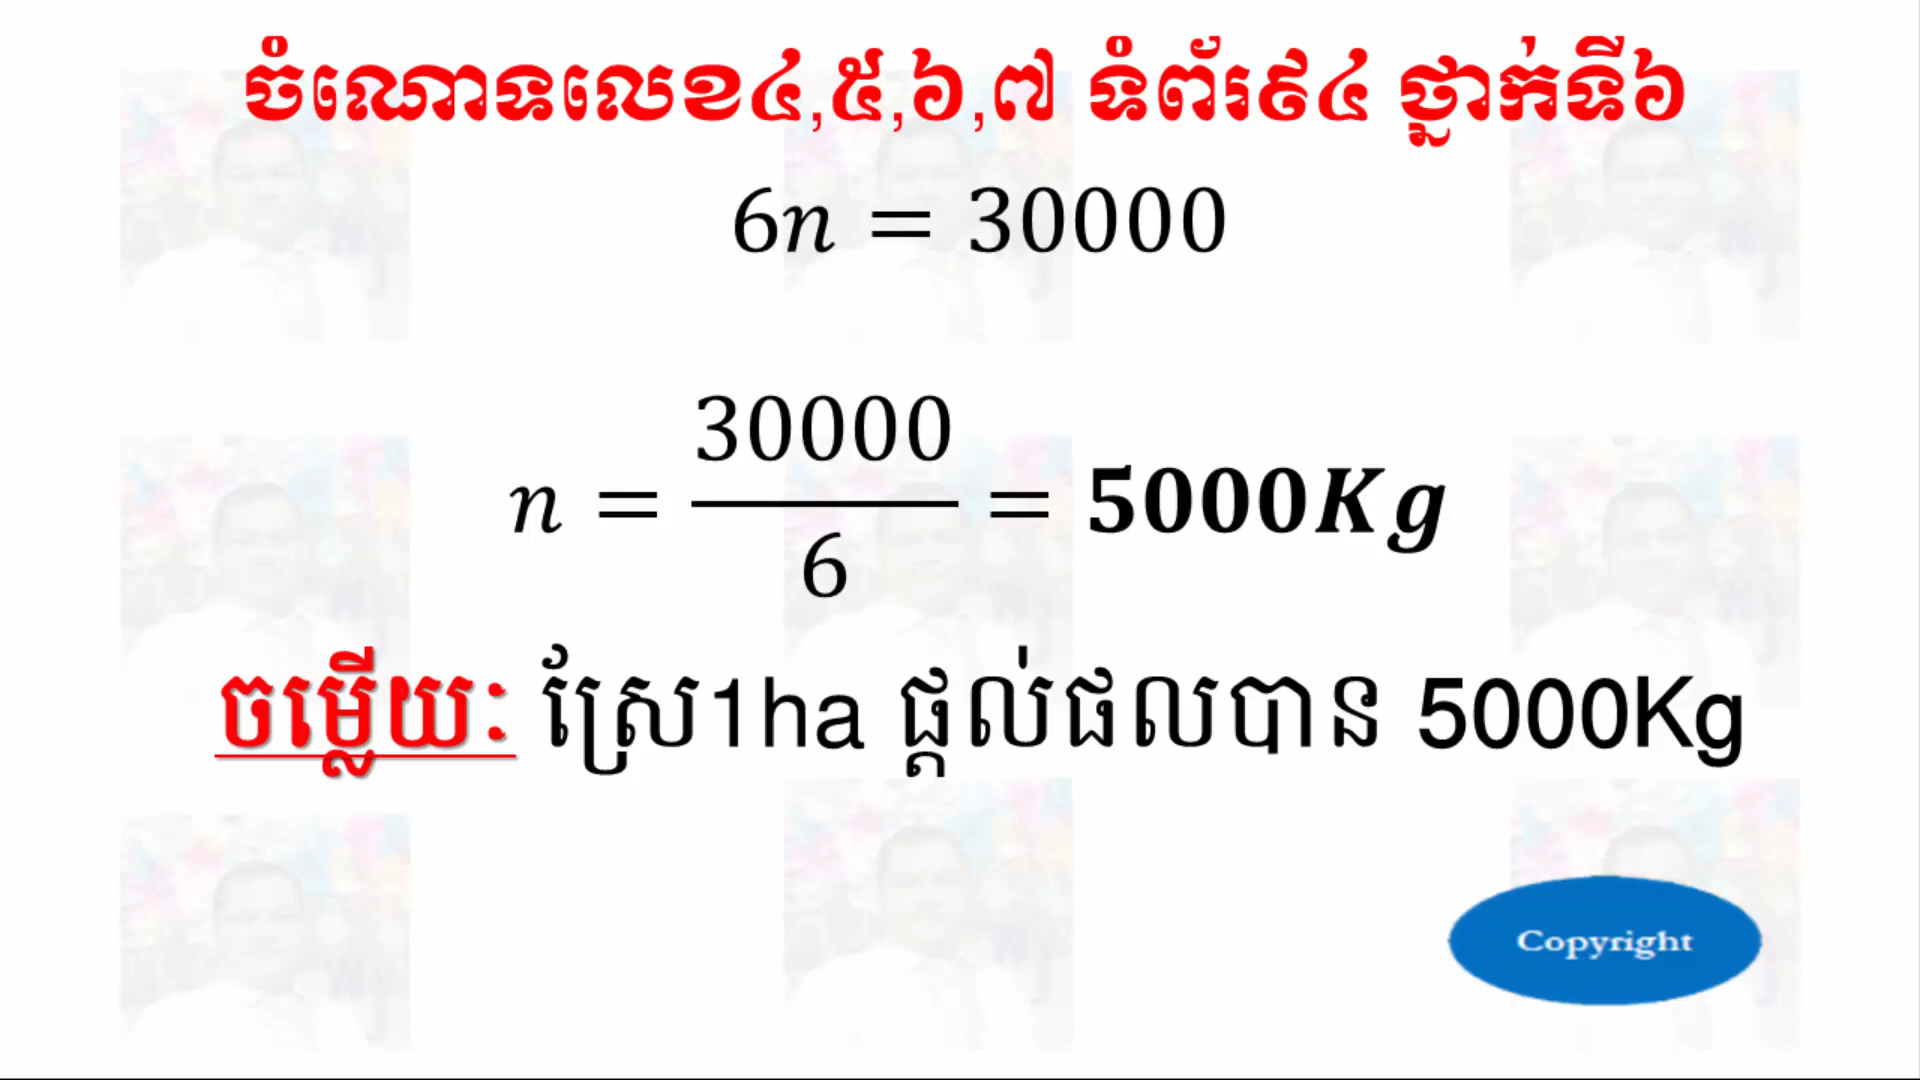 ចំណោទលេខ៤,៥,៦,៧ ទំព័រ៩៤ ថ្នាក់ទី៦
6n = 30000
n = 30000/6 = 5000Kg
ចម្លើយៈ ស្រែ1ha ផ្តល់ផលបាន 5000Kg
Copyright